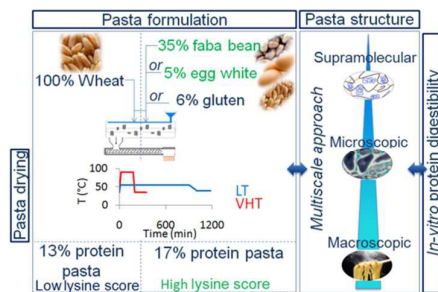 Pasta formulation
Pasta structure
35% faba bean
or
5% egg white
or
6% gluten
100% Wheat
Supramolecular
Microscopic
Macroscopic
Multiscale approach
In-vitro protein digestibility
Pasta drying
T (°C)
100
50
0
0
600
1200
Time (min)
LT
VHT
13% protein
pasta
Low lysine score
17% protein pasta
High lysine score